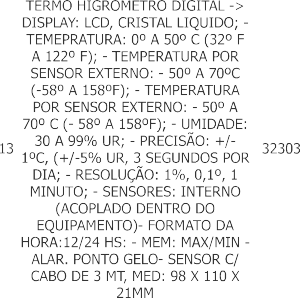 TERMO HIGROMETRO DIGITAL ->
DISPLAY: LCD, CRISTAL LIQUIDO; -
TEMEPRATURA: 0º A 50º C (32º F
A 122º F); - TEMPERATURA POR
SENSOR EXTERNO: - 50º A 70ºC
(-58º A 158ºF); - TEMPERATURA
POR SENSOR EXTERNO: - 50º A
70º C (- 58º A 158ºF); - UMIDADE:
30 A 99% UR; - PRECISÃO: +/-
13 1ºC, (+/-5% UR, 3 SEGUNDOS POR 32303
DIA; - RESOLUÇÃO: 1%, 0,1º, 1
MINUTO; - SENSORES: INTERNO
(ACOPLADO DENTRO DO
EQUIPAMENTO)- FORMATO DA
HORA:12/24 HS: - MEM: MAX/MIN -
ALAR. PONTO GELO- SENSOR C/
CABO DE 3 MT, MED: 98 X 110 X
21MM